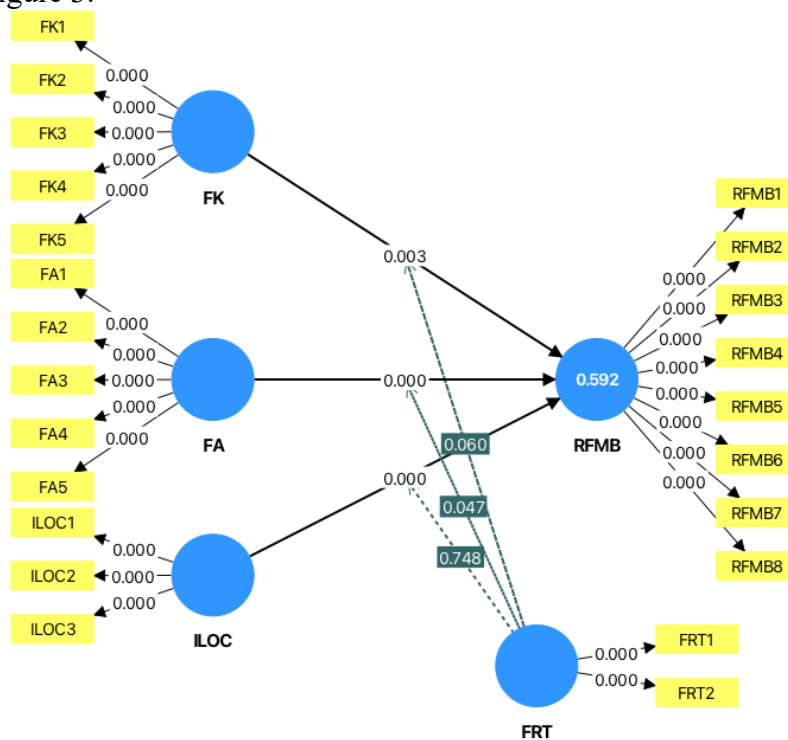 FK1
FK2
FK3
FK4
FK5
0.000
0.000
0.000
0.000
0.000
FK
FA1
FA2
FA3
FA4
FA5
0.000
0.000
0.000
0.000
0.000
FA
ILOC1
ILOC2
ILOC3
0.000
0.000
0.000
ILOC
0.003
0.000
0.000
0.060
0.047
0.748
0.592
RFMB
0.000
0.000
0.000
0.000
0.000
0.000
0.000
0.000
RFMB1
RFMB2
RFMB3
RFMB4
RFMB5
RFMB6
RFMB7
RFMB8
0.000
0.000
FRT1
FRT2
FRT